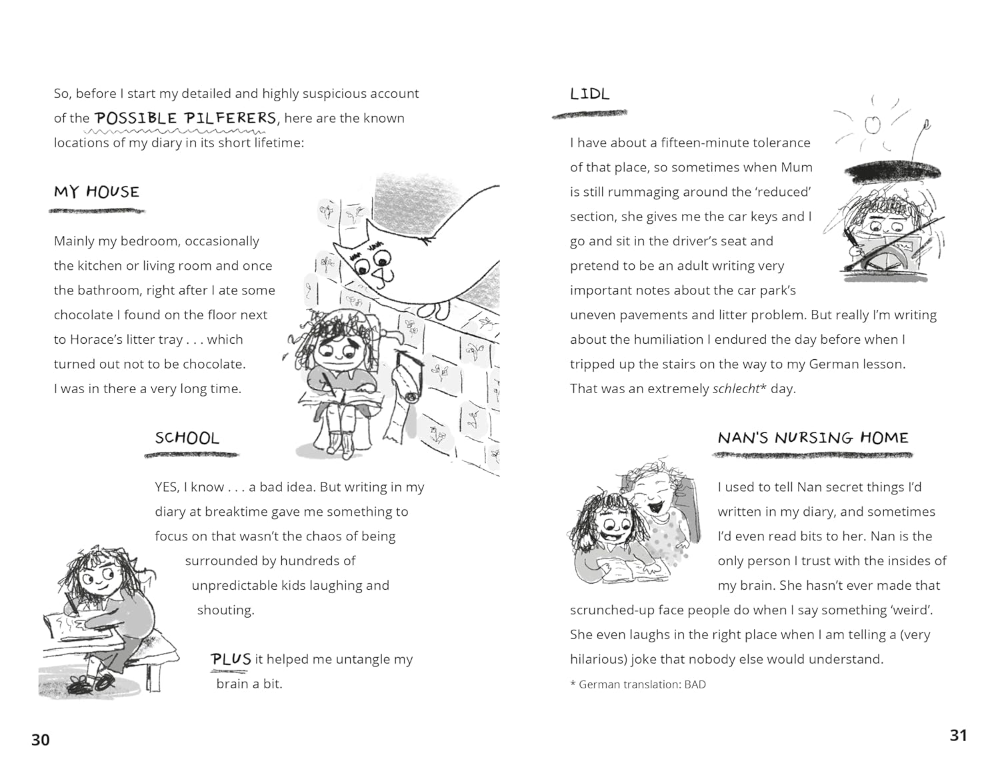 So, before I start my detailed and highly suspicious account
of the POSSIBLE PILFERERS, here are the known
locations of my diary in its short lifetime:
MY HOUSE
Mainly my bedroom, occasionally
the kitchen or living room and once
the bathroom, right after I ate some
chocolate I found on the floor next
to Horace’s litter tray . . . which
turned out not to be chocolate.
I was in there a very long time.
SCHOOL
YES, I know . . . a bad idea. But writing in my
diary at breaktime gave me something to
focus on that wasn’t the chaos of being
surrounded by hundreds of
unpredictable kids laughing and
shouting.
PLUS it helped me untangle my
brain a bit.
30
LIDL
I have about a fifteen-minute tolerance
of that place, so sometimes when Mum
is still rummaging around the ‘reduced’
section, she gives me the car keys and I
go and sit in the driver’s seat and
pretend to be an adult writing very
important notes about the car park’s
uneven pavements and litter problem. But really I’m writing
about the humiliation I endured the day before when I
tripped up the stairs on the way to my German lesson.
That was an extremely schlecht* day.
NAN'S NURSING HOME
I used to tell Nan secret things I’d
written in my diary, and sometimes
I’d even read bits to her. Nan is the
only person I trust with the insides of
my brain. She hasn’t ever made that
scrunched-up face people do when I say something ‘weird’.
She even laughs in the right place when I am telling a (very
hilarious) joke that nobody else would understand.
* German translation: BAD
31